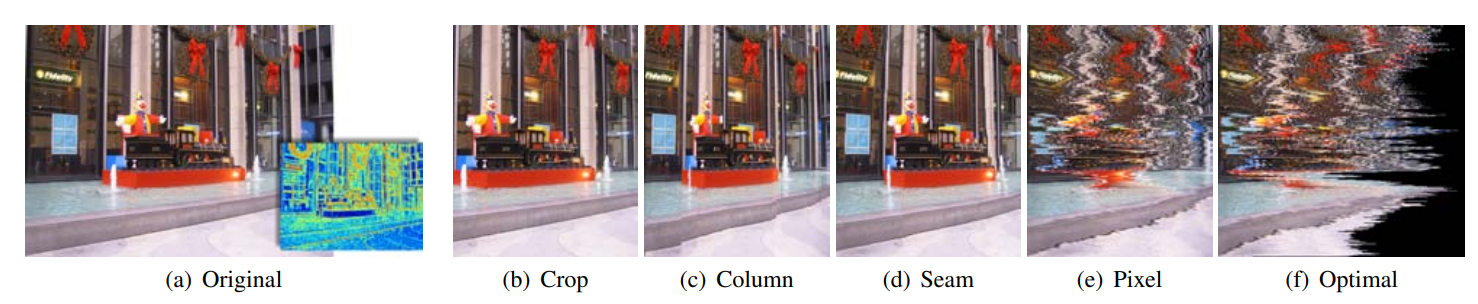 Fidelity
(a) Original
(b) Crop
(c) Column
(d) Seam
(e) Pixel
(f) Optimal